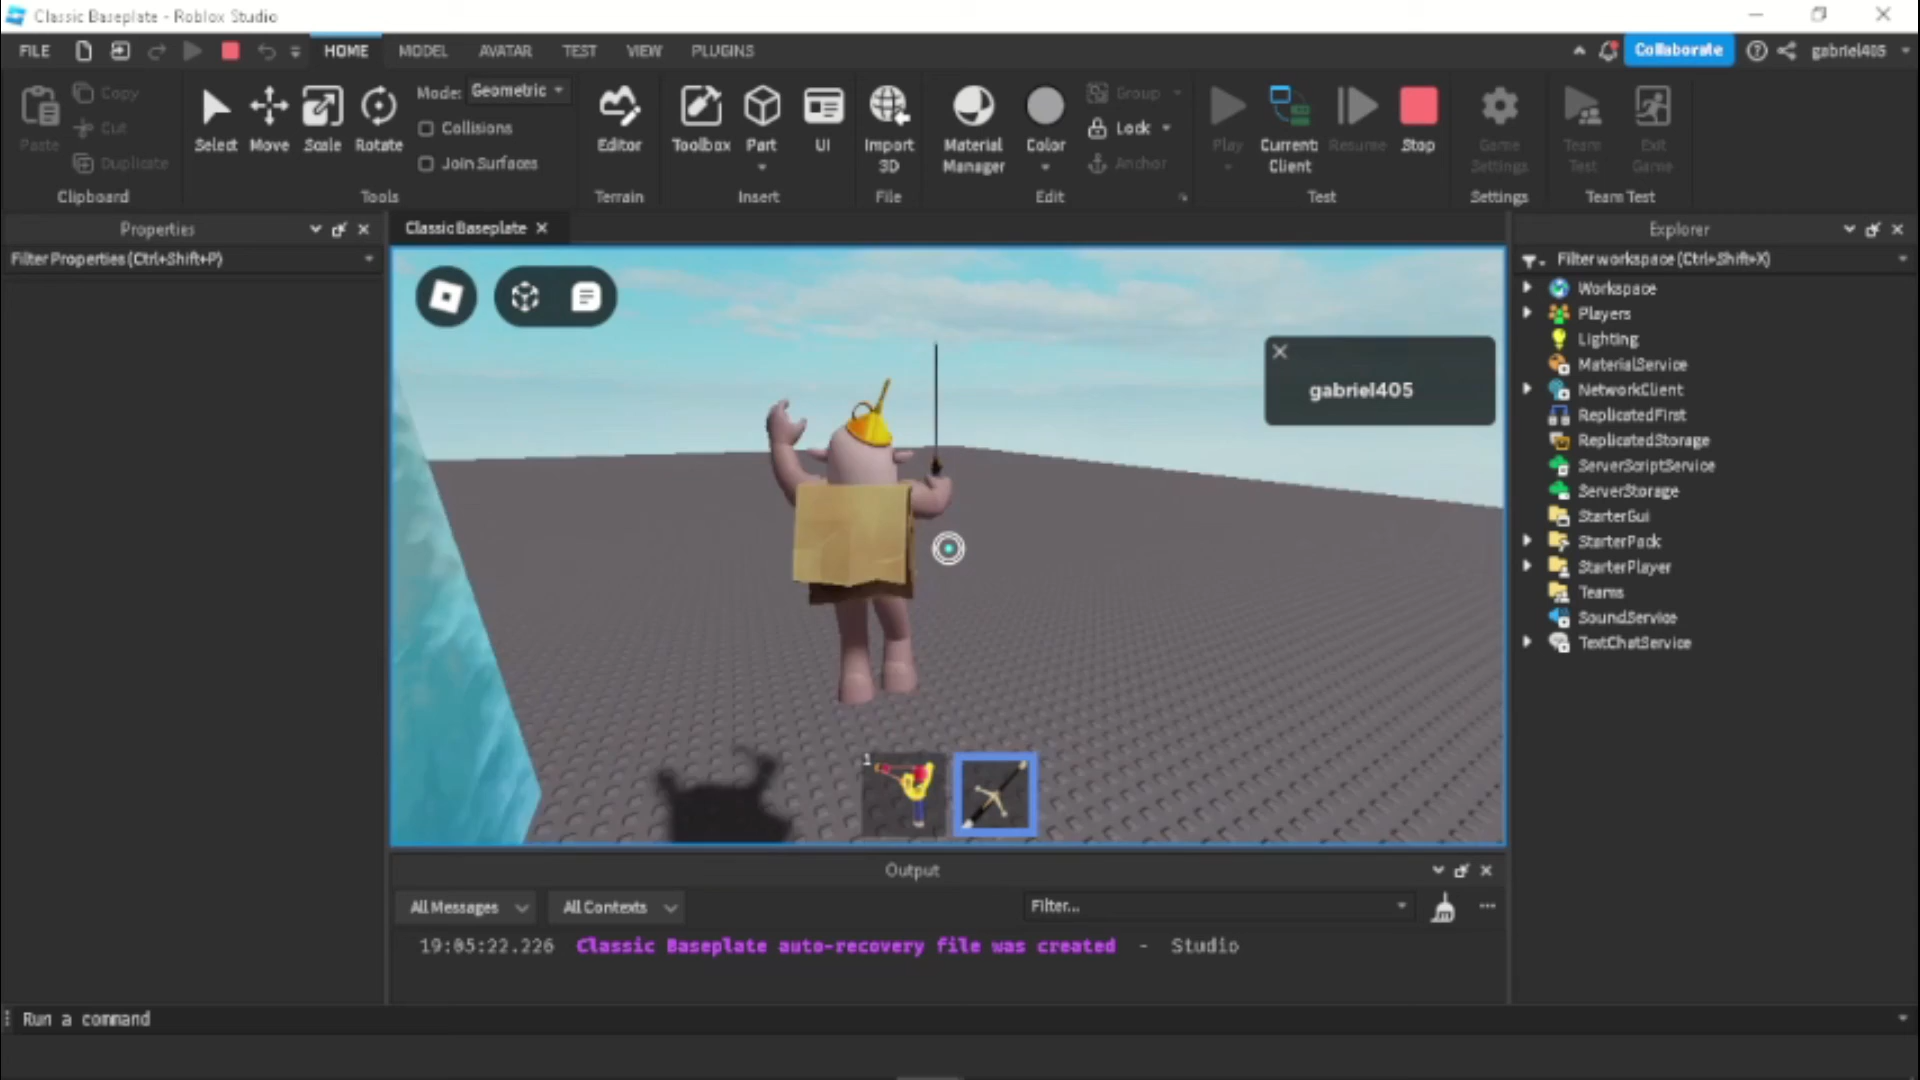 Classic Baseplate - Roblox Studio
FILE HOME MODEL AVATAR TEST VIEW PLUGINS Collaborate gabriel405
Paste
Copy
Cut
Duplicate
Clipboard
Select Move Scale Rotate
Mode: Geometric
Collisions
Join Surfaces
Tools
Editor
Terrain
Toolbox Part UI
Insert
Import
3D
File
Material
Manager
Color
Group
Lock
Anchor
Edit
Play
Current:
Client
Resume
Stop
Test
Game
Settings
Settings
Team
Test
Exit
Game
Team Test
Properties
Filter Properties (Ctrl+Shift+P)
Classic Baseplate
gabriel405
1
Explorer
Filter workspace (Ctrl+Shift+X)
Workspace
Players
Lighting
MaterialService
NetworkClient
ReplicatedFirst
ReplicatedStorage
ServerScriptService
ServerStorage
StarterGui
StarterPack
StarterPlayer
Teams
SoundService
TextChatService
Output
All Messages All Contexts Filter...
19:05:22.226 Classic Baseplate auto-recovery file was created - Studio
Run a command